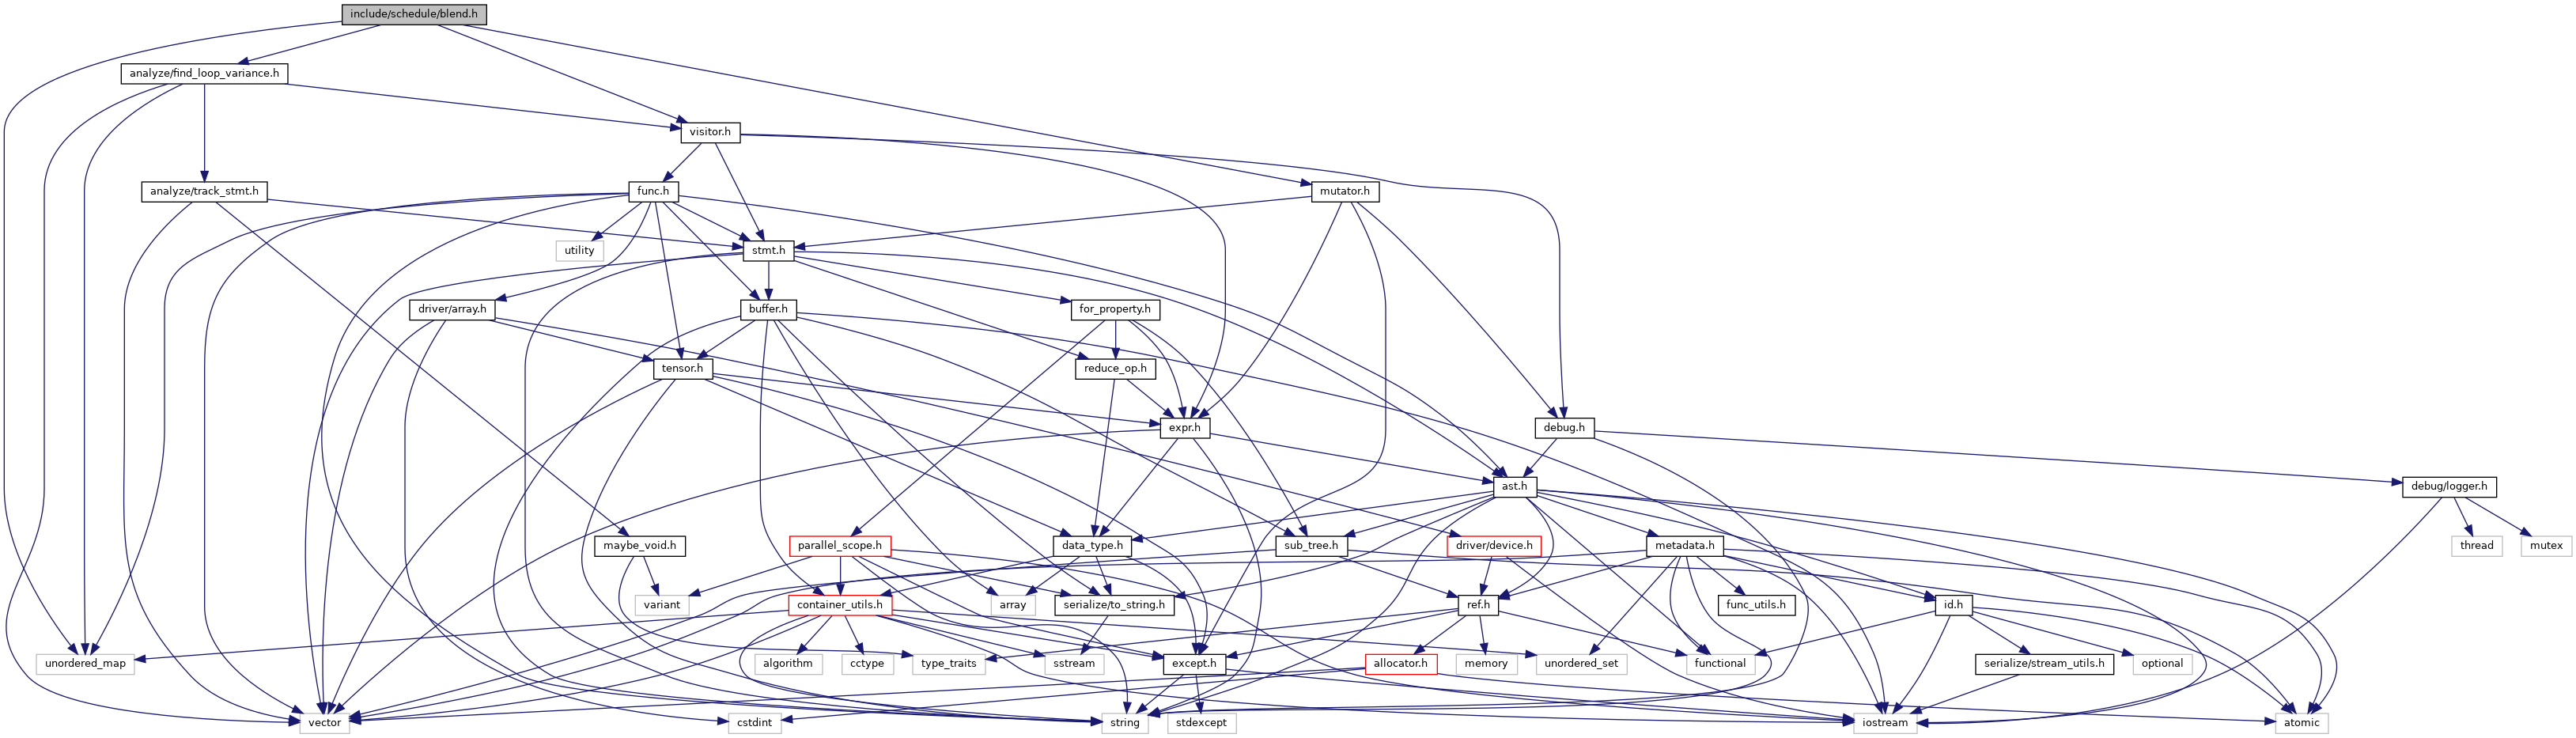 include/schedule/blend.h
analyze/find_loop_variance.h
visitor.h
analyze/track_stmt.h
func.h
mutator.h
utility
stmt.h
driver/array.h
buffer.h
for_property.h
tensor.h
reduce_op.h
expr.h
debug.h
ast.h
debug/logger.h
maybe_void.h
parallel_scope.h
data_type.h
sub_tree.h
driver/device.h
metadata.h
thread
mutex
variant
container_utils.h
array
serialize/to_string.h
ref.h
func_utils.h
id.h
unordered_map
algorithm
cctype
type_traits
sstream
except.h
allocator.h
memory
unordered_set
functional
serialize/stream_utils.h
optional
vector
cstdint
string
stdexcept
iostream
atomic